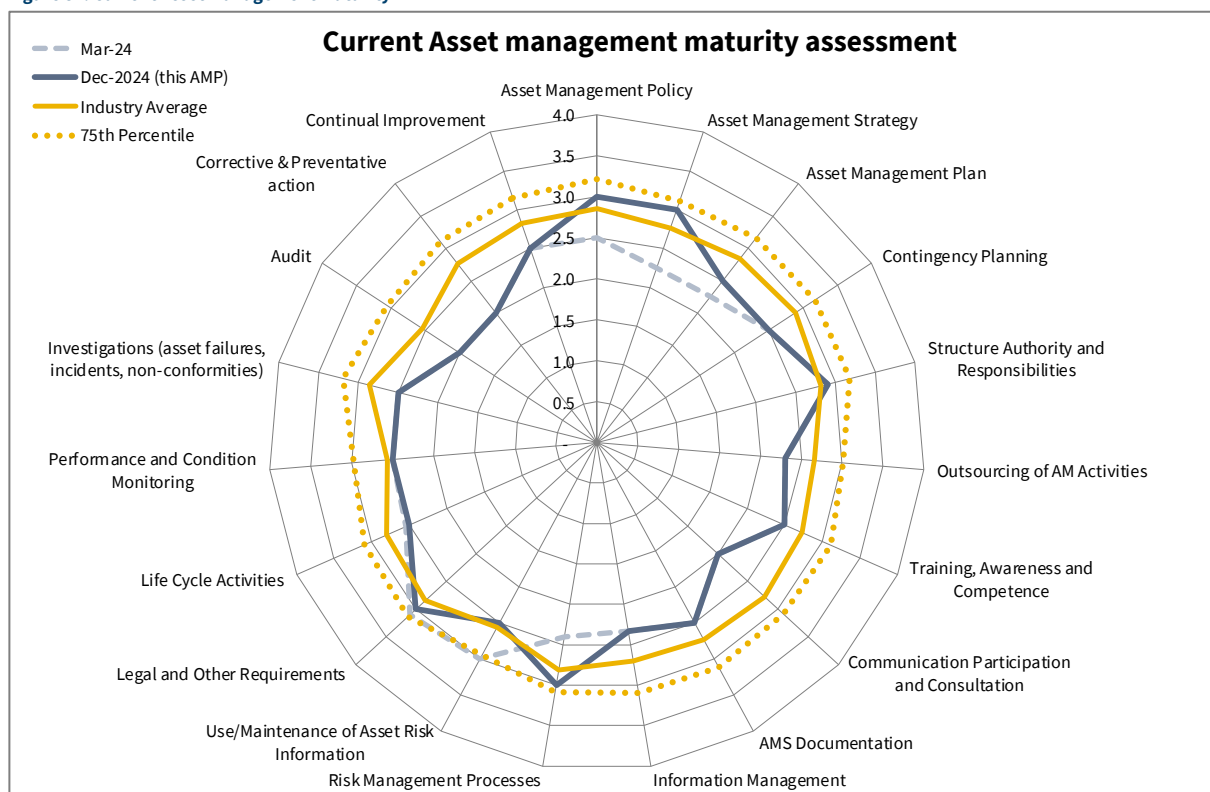 Current Asset management maturity assessment
Mar-24
Dec-2024 (this AMP)
Industry Average
75th Percentile
Asset Management Policy
Asset Management Strategy
Asset Management Plan
Contingency Planning
Structure Authority and
Responsibilities
Outsourcing of AM Activities
Training, Awareness and
Competence
Communication Participation
and Consultation
AMS Documentation
Information Management
Risk Management Processes
Use/Maintenance of Asset Risk
Information
Legal and Other Requirements
Life Cycle Activities
Performance and Condition
Monitoring
Investigations (asset failures,
incidents, non-conformities)
Audit
Corrective & Preventative
action
Continual Improvement
4.0
3.5
3.0
2.5
2.0
1.5
1.0
0.5
-